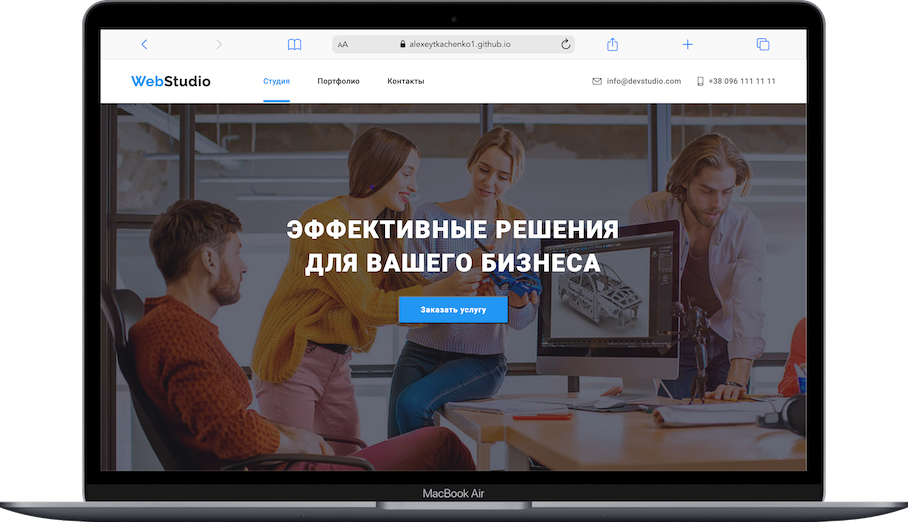 AA alexeytkachenko1.github.io
WebStudio Студия Портфолио Контакты info@devstudio.com +38 096 111 11 11
ЭФФЕКТИВНЫЕ РЕШЕНИЯ
ДЛЯ ВАШЕГО БИЗНЕСА
Заказать услугу
MacBook Air